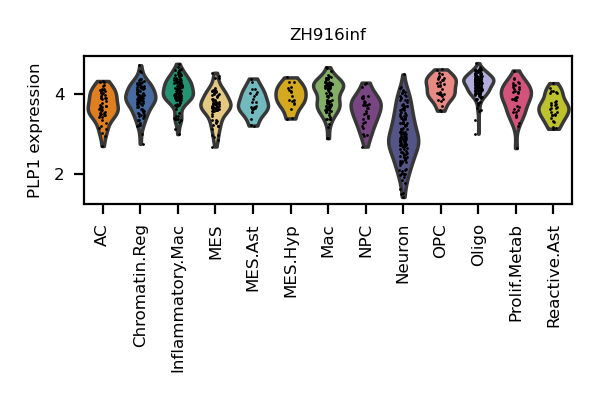 ZH916inf
PLP1 expression
4
2
AC
Chromatin.Reg
Inflammatory.Mac
MES
MES.Ast
MES.Hyp
Mac
NPC
Neuron
OPC
Oligo
Prolif.Metab
Reactive.Ast